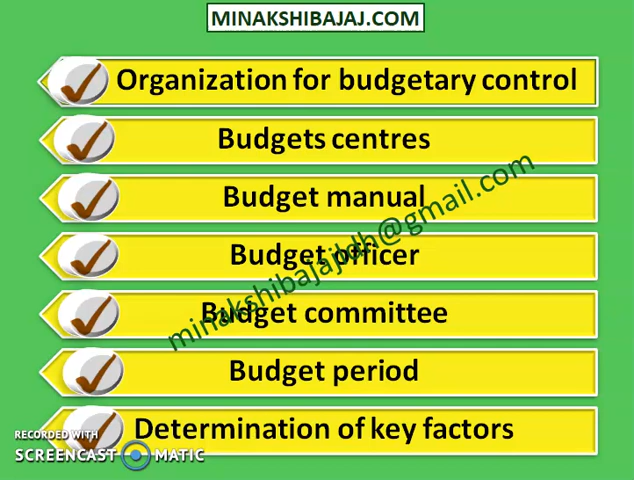 MINAKSHIBAJAJ.COM
Organization for budgetary control
Budgets centres
Budget manual
Budget officer
Budget committee
Budget period
Determination of key factors
minakshibajajjdh@gmail.com
RECORDED WITH
SCREENCAST MATIC